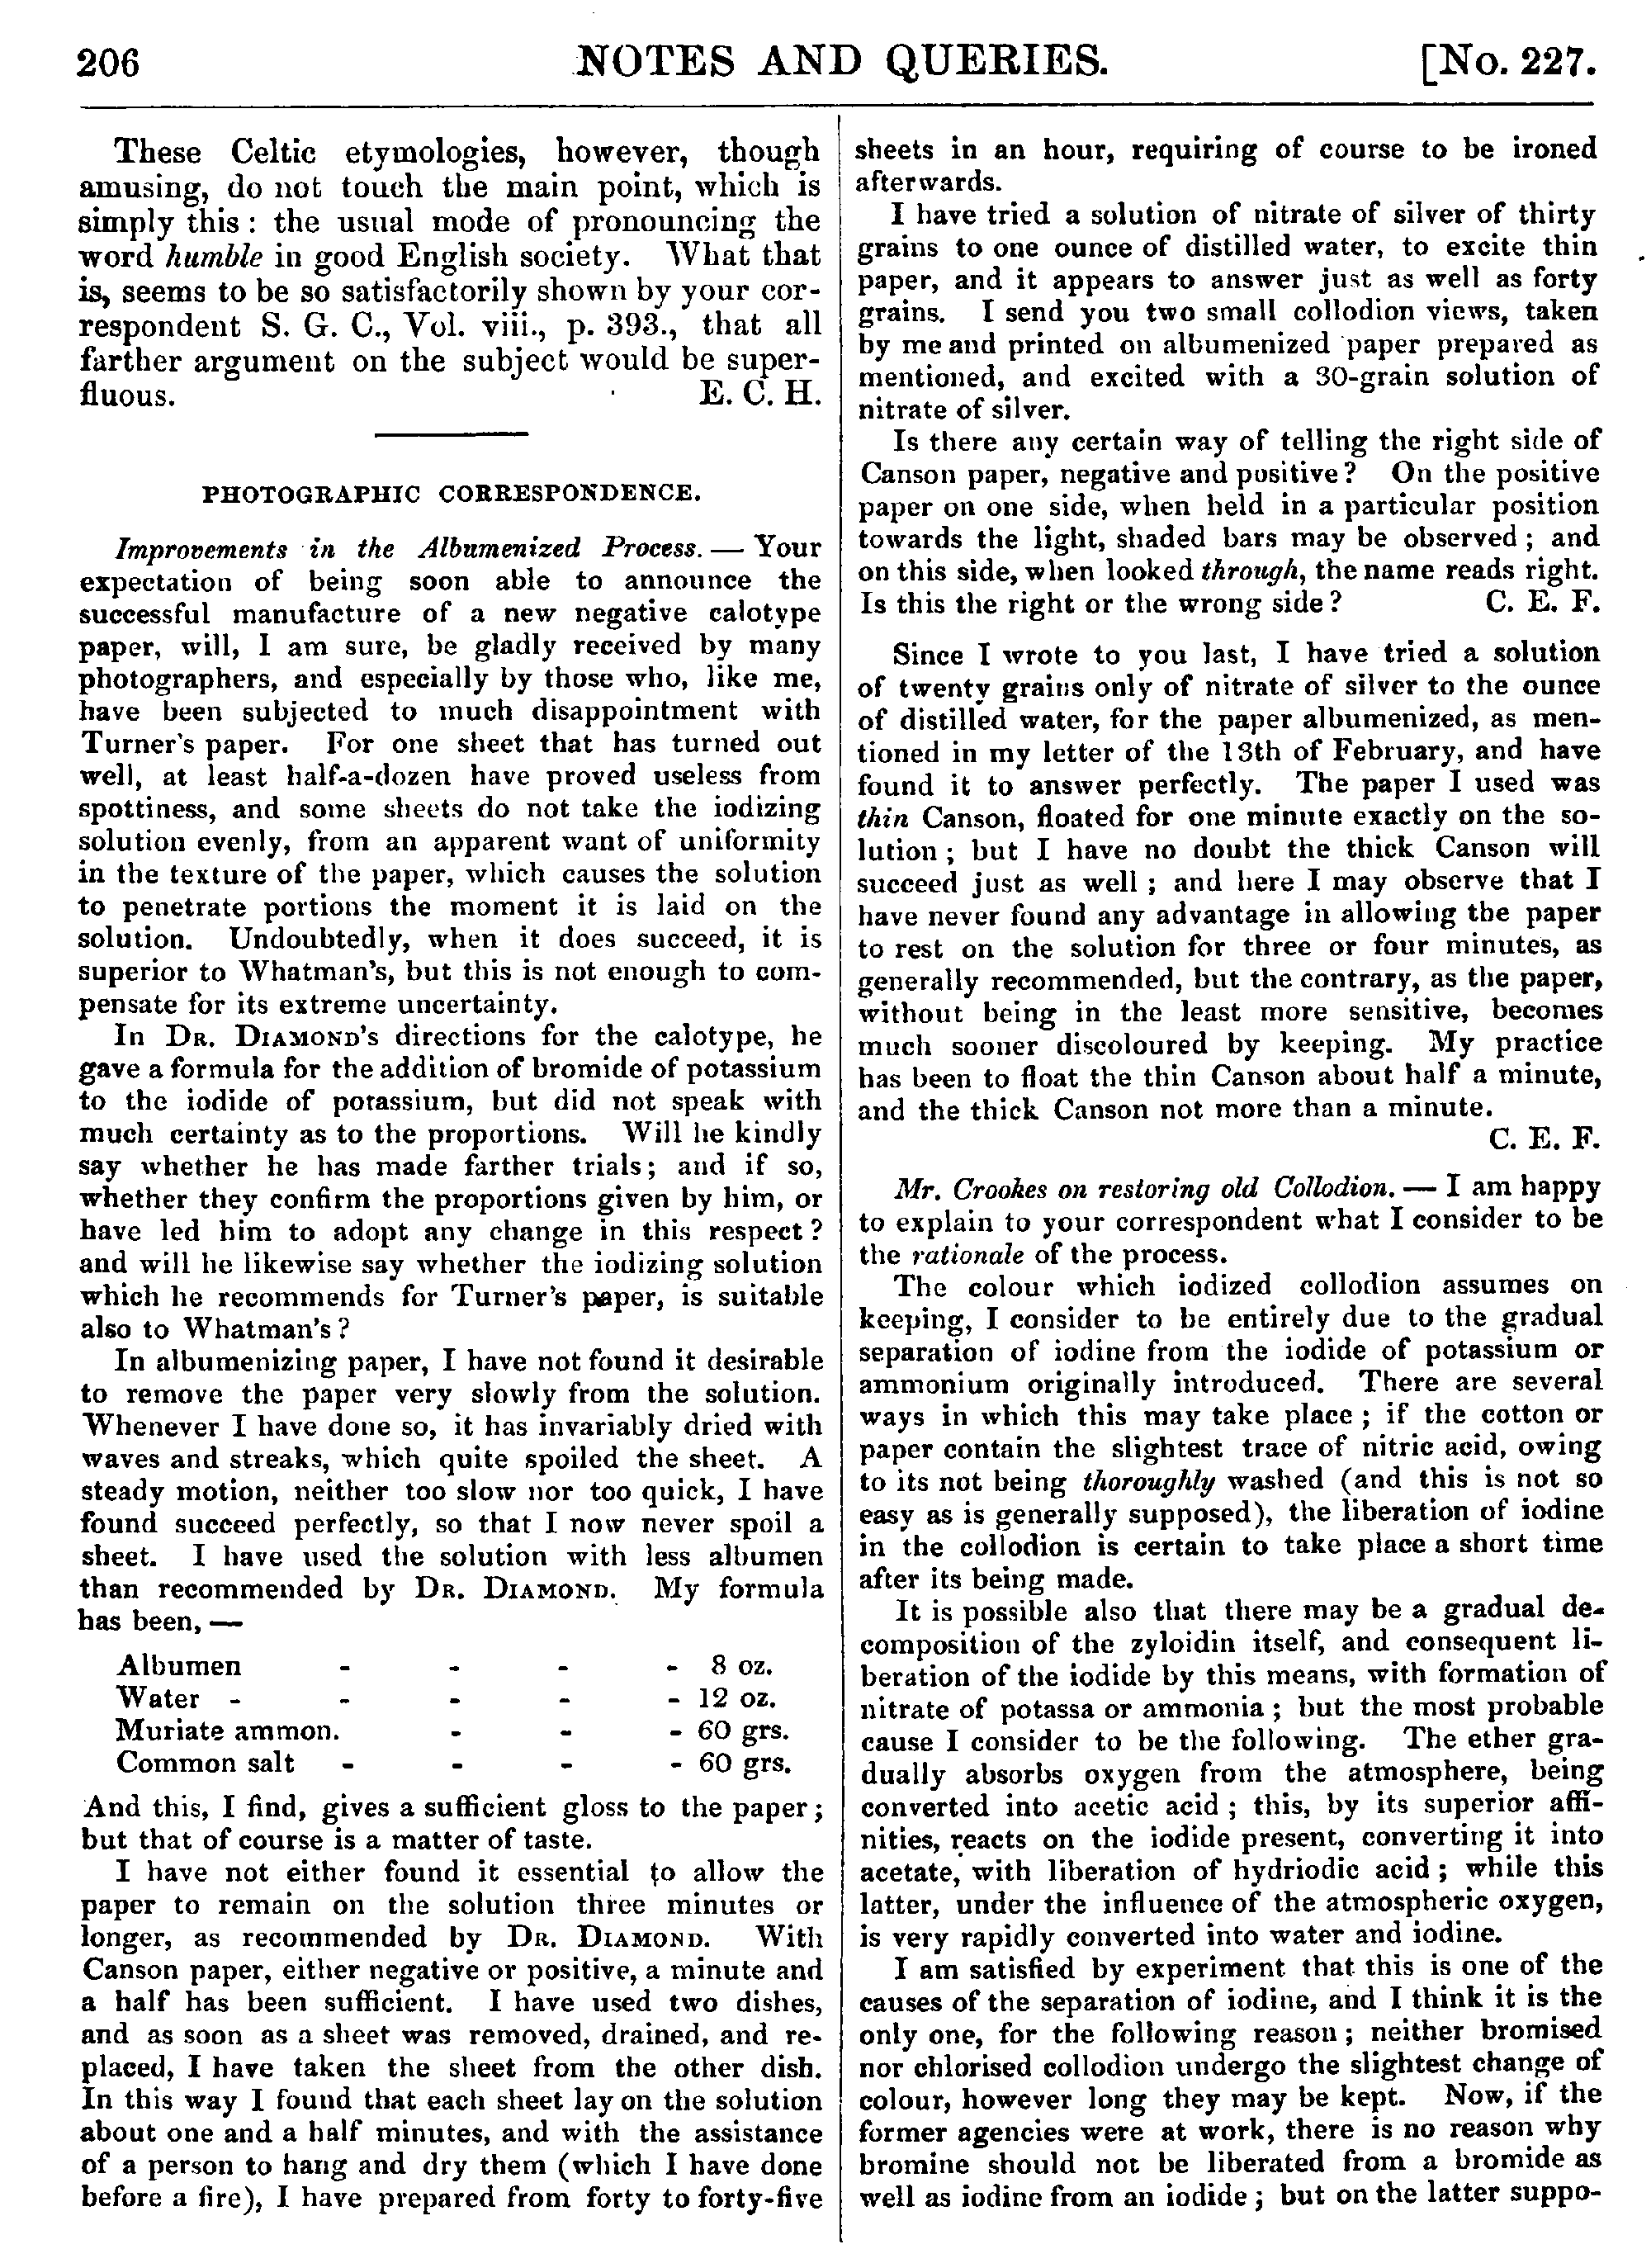 206 NOTES AND QUERIES. [No. 227.
These Celtic etymologies, however, though
amusing, do not touch the main point, which is
simply this: the usual mode of pronouncing the
word humble in good English society. What that
is, seems to be so satisfactorily shown by your cor-
respondent S. G. C., Vol. viii., p. 393., that all
farther argument on the subject would be super-
fluous. E. C. H.
PHOTOGRAPHIC CORRESPONDENCE.
Improvements in the Albumenized Process. — Your
expectation of being soon able to announce the
successful manufacture of a new negative calotype
paper, will, I am sure, be gladly received by many
photographers, and especially by those who, like me,
have been subjected to much disappointment with
Turner's paper. For one sheet that has turned out
well, at least half-a-dozen have proved useless from
spottiness, and some sheets do not take the iodizing
solution evenly, from an apparent want of uniformity
in the texture of the paper, which causes the solution
to penetrate portions the moment it is laid on the
solution. Undoubtedly, when it does succeed, it is
superior to Whatman's, but this is not enough to com-
pensate for its extreme uncertainty.
In DR. DIAMOND's directions for the calotype, he
gave a formula for the addition of bromide of potassium
to the iodide of potassium, but did not speak with
much certainty as to the proportions. Will he kindly
say whether he has made farther trials; and if so,
whether they confirm the proportions given by him, or
have led him to adopt any change in this respect?
and will he likewise say whether the iodizing solution
which he recommends for Turner's paper, is suitable
also to Whatman's?
In albumenizing paper, I have not found it desirable
to remove the paper very slowly from the solution.
Whenever I have done so, it has invariably dried with
waves and streaks, which quite spoiled the sheet. A
steady motion, neither too slow nor too quick, I have
found succeed perfectly, so that I now never spoil a
sheet. I have used the solution with less albumen
than recommended by DR. DIAMOND. My formula
has been, —
Albumen - - - - 8 oz.
Water - - - - - 12 oz.
Muriate ammon. - - - 60 grs.
Common salt - - - - 60 grs.
And this, I find, gives a sufficient gloss to the paper;
but that of course is a matter of taste.
I have not either found it essential to allow the
paper to remain on the solution three minutes or
longer, as recommended by DR. DIAMOND. With
Canson paper, either negative or positive, a minute and
a half has been sufficient. I have used two dishes,
and as soon as a sheet was removed, drained, and re-
placed, I have taken the sheet from the other dish.
In this way I found that each sheet lay on the solution
about one and a half minutes, and with the assistance
of a person to hang and dry them (which I have done
before a fire), I have prepared from forty to forty-five
sheets in an hour, requiring of course to be ironed
afterwards.
I have tried a solution of nitrate of silver of thirty
grains to one ounce of distilled water, to excite thin
paper, and it appears to answer just as well as forty
grains. I send you two small collodion views, taken
by me and printed on albumenized paper prepared as
mentioned, and excited with a 30-grain solution of
nitrate of silver.
Is there any certain way of telling the right side of
Canson paper, negative and positive? On the positive
paper on one side, when held in a particular position
towards the light, shaded bars may be observed; and
on this side, when looked through, the name reads right.
Is this the right or the wrong side? C. E. F.
Since I wrote to you last, I have tried a solution
of twenty grains only of nitrate of silver to the ounce
of distilled water, for the paper albumenized, as men-
tioned in my letter of the 13th of February, and have
found it to answer perfectly. The paper I used was
thin Canson, floated for one minute exactly on the so-
lution; but I have no doubt the thick Canson will
succeed just as well; and here I may observe that I
have never found any advantage in allowing the paper
to rest on the solution for three or four minutes, as
generally recommended, but the contrary, as the paper,
without being in the least more sensitive, becomes
much sooner discoloured by keeping. My practice
has been to float the thin Canson about half a minute,
and the thick Canson not more than a minute.
C. E. F.
Mr. Crookes on restoring old Collodion. — I am happy
to explain to your correspondent what I consider to be
the rationale of the process.
The colour which iodized collodion assumes on
keeping, I consider to be entirely due to the gradual
separation of iodine from the iodide of potassium or
ammonium originally introduced. There are several
ways in which this may take place; if the cotton or
paper contain the slightest trace of nitric acid, owing
to its not being thoroughly washed (and this is not so
easy as is generally supposed), the liberation of iodine
in the collodion is certain to take place a short time
after its being made.
It is possible also that there may be a gradual de-
composition of the zyloidin itself, and consequent li-
beration of the iodide by this means, with formation of
nitrate of potassa or ammonia; but the most probable
cause I consider to be the following. The ether gra-
dually absorbs oxygen from the atmosphere, being
converted into acetic acid; this, by its superior affi-
nities, reacts on the iodide present, converting it into
acetate, with liberation of hydriodic acid; while this
latter, under the influence of the atmospheric oxygen,
is very rapidly converted into water and iodine.
I am satisfied by experiment that this is one of the
causes of the separation of iodine, and I think it is the
only one, for the following reason; neither bromised
nor chlorised collodion undergo the slightest change of
colour, however long they may be kept. Now, if the
former agencies were at work, there is no reason why
bromine should not be liberated from a bromide as
well as iodine from an iodide; but on the latter suppo-